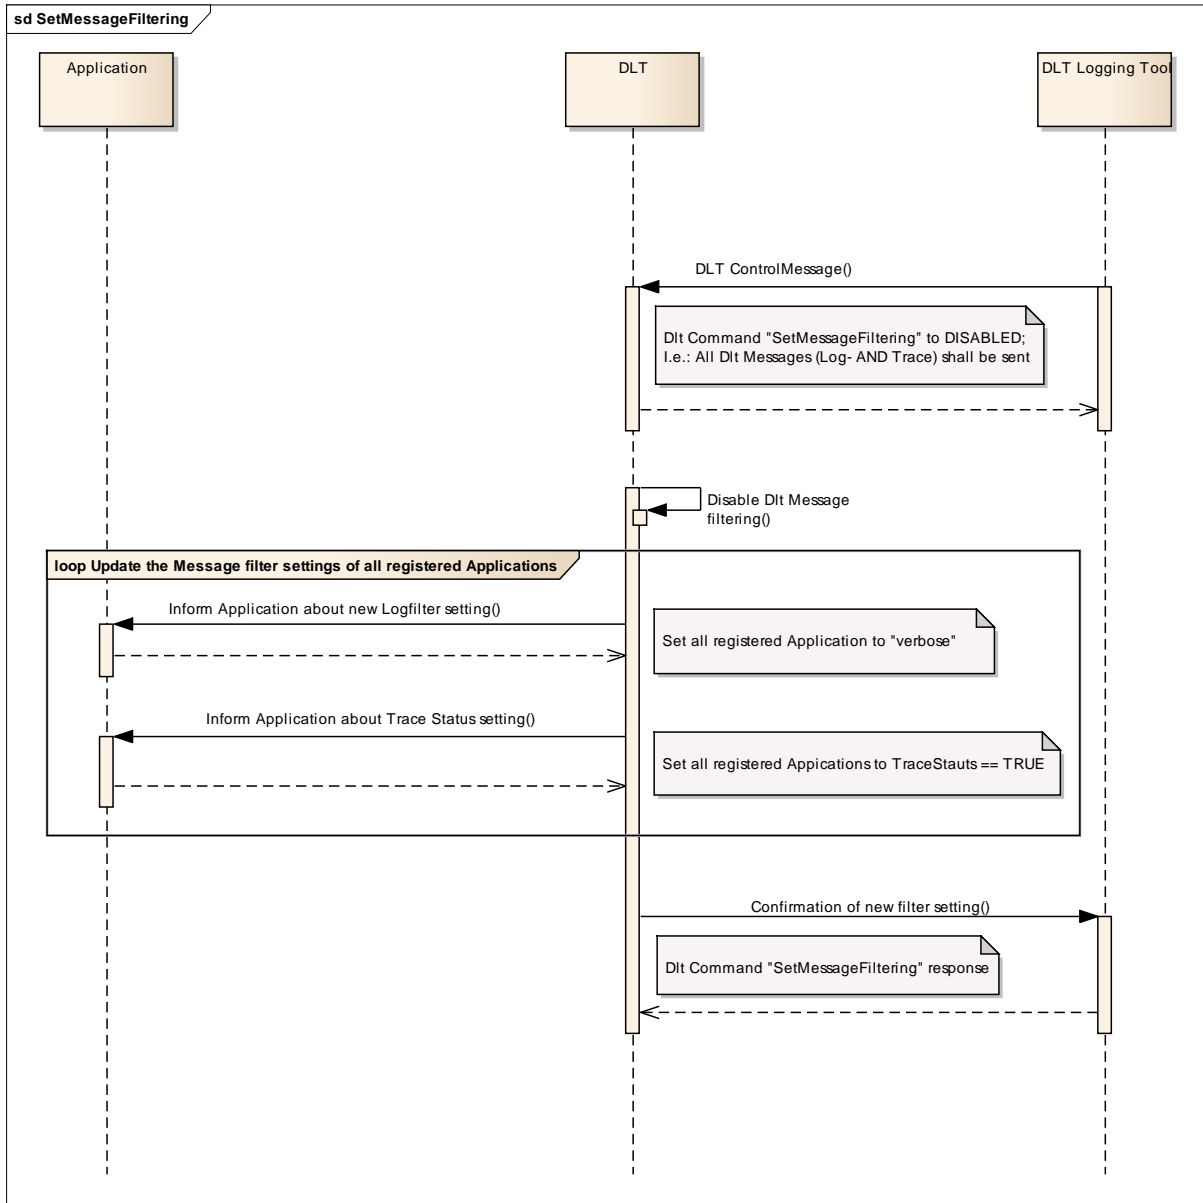 sd SetMessageFiltering
Application
DLT
DLT Logging Tool
DLT ControlMessage()
Dlt Command "SetMessageFiltering" to DISABLED;
I.e.: All Dlt Messages (Log- AND Trace) shall be sent
Disable Dlt Message
filtering()
loop Update the Message filter settings of all registered Applications
Inform Application about new Logfilter setting()
Set all registered Application to "verbose"
Inform Application about Trace Status setting()
Set all registered Appications to TraceStauts == TRUE
Confirmation of new filter setting()
Dlt Command "SetMessageFiltering" response